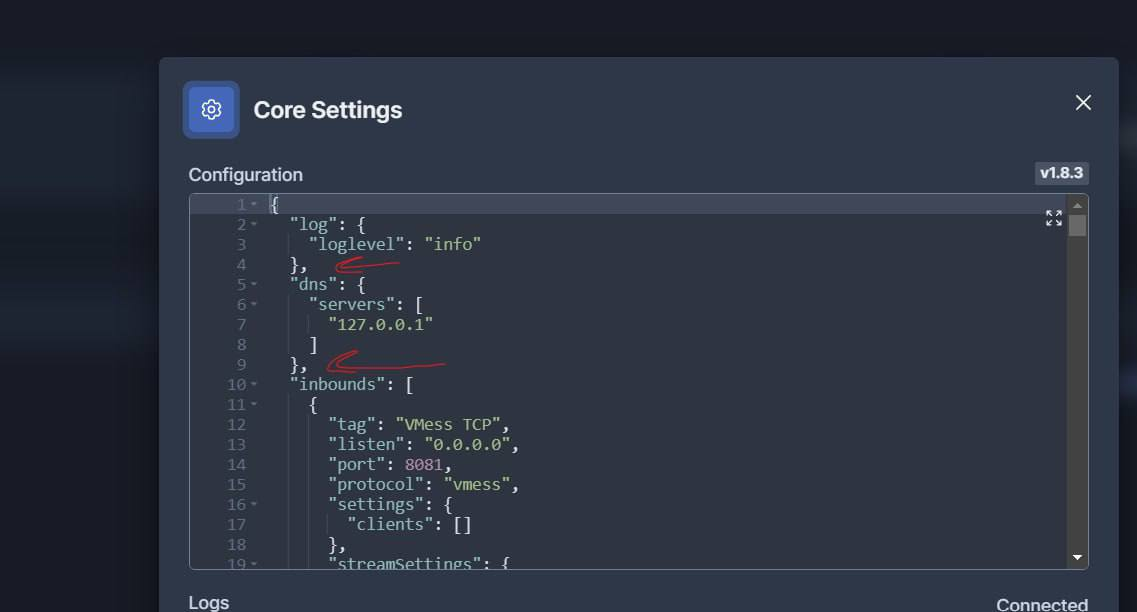 Core Settings
Configuration
v1.8.3
1 {
2 "log": {
3 "loglevel": "info"
4 },
5 "dns": {
6 "servers": [
7 "127.0.0.1"
8 ]
9 },
10 "inbounds": [
11 {
12 "tag": "VMess TCP",
13 "listen": "0.0.0.0",
14 "port": 8081,
15 "protocol": "vmess",
16 "settings": {
17 "clients": []
18 },
19 "streamSettings": {
Logs
Connected